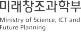 미래창조과학부
Ministry of Science, ICT and
Future Planning